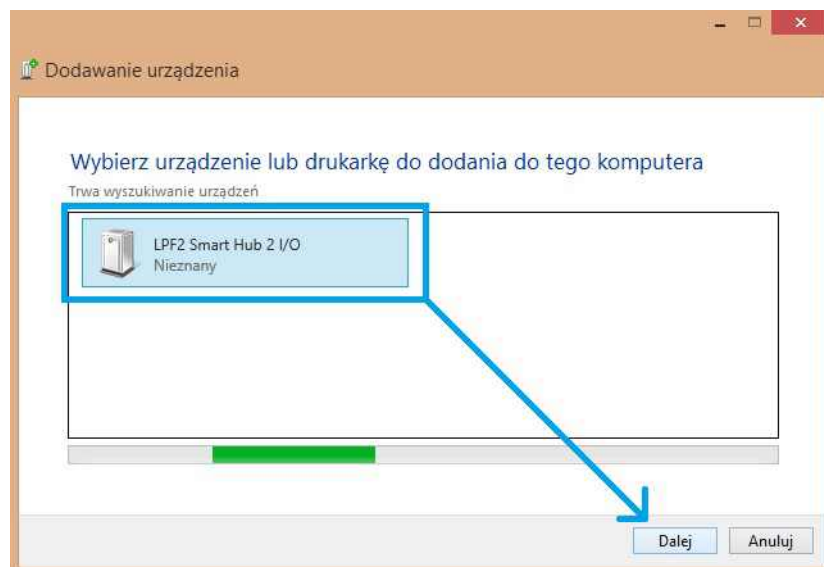 Dodawanie urządzenia
Wybierz urządzenie lub drukarkę do dodania do tego komputera
Trwa wyszukiwanie urządzeń
LPF2 Smart Hub 2 I/O
Nieznany
Dalej Anuluj